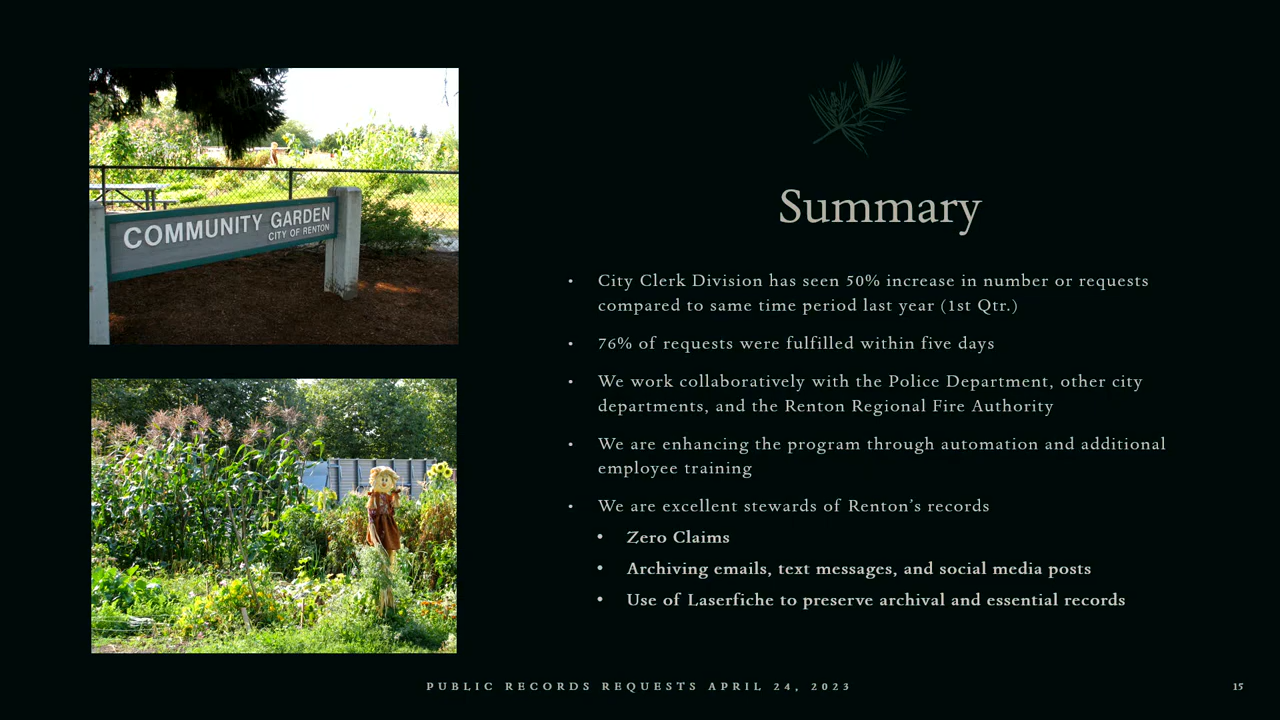 COMMUNITY GARDEN
CITY OF RENTON
Summary
• City Clerk Division has seen 50% increase in number or requests
compared to same time period last year (1st Qtr.)
• 76% of requests were fulfilled within five days
• We work collaboratively with the Police Department, other city
departments, and the Renton Regional Fire Authority
• We are enhancing the program through automation and additional
employee training
• We are excellent stewards of Renton’s records
• Zero Claims
• Archiving emails, text messages, and social media posts
• Use of Laserfiche to preserve archival and essential records
PUBLIC RECORDS REQUESTS APRIL 24, 2023
15